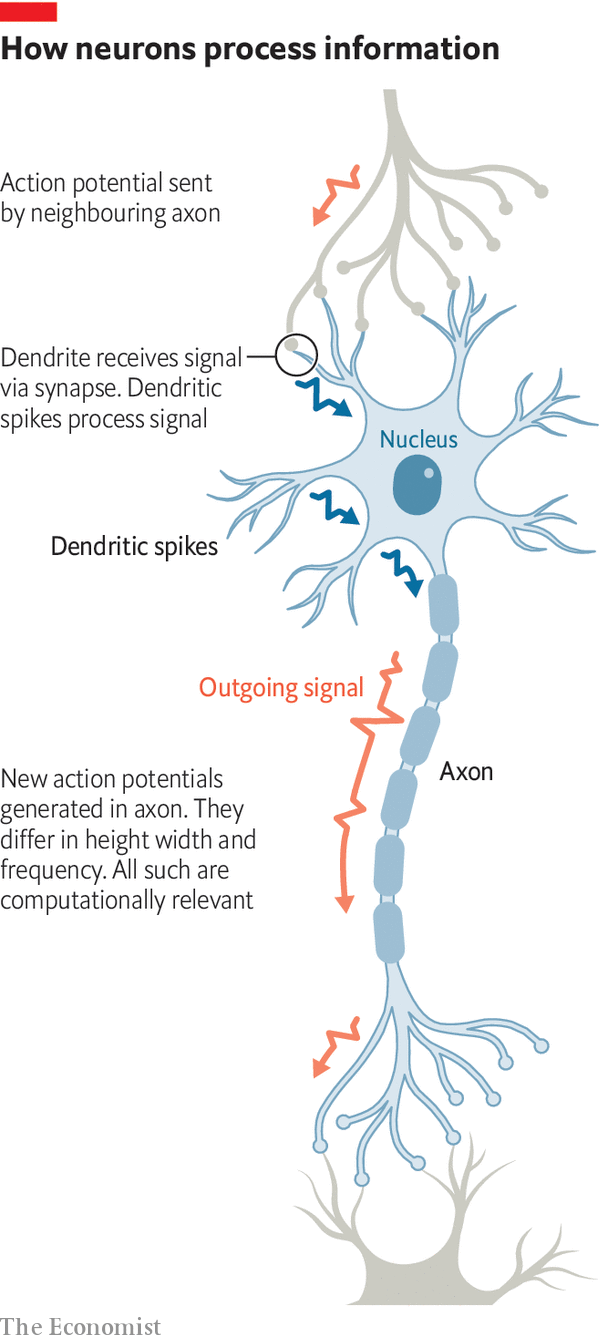 How neurons process information
Action potential sent
by neighbouring axon
Dendrite receives signal
via synapse. Dendritic
spikes process signal
Nucleus
Dendritic spikes
Outgoing signal
Axon
New action potentials
generated in axon. They
differ in height width and
frequency. All such are
computationally relevant
The Economist